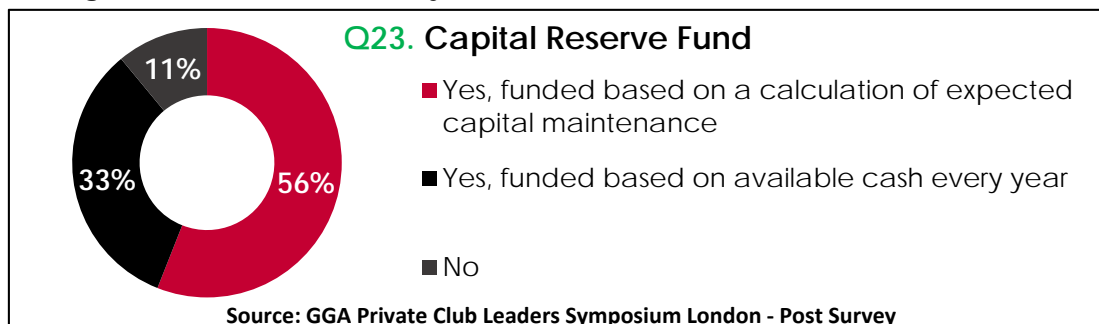 Q23. Capital Reserve Fund
11%
33%
56%
Yes, funded based on a calculation of expected
capital maintenance
Yes, funded based on available cash every year
No
Source: GGA Private Club Leaders Symposium London - Post Survey